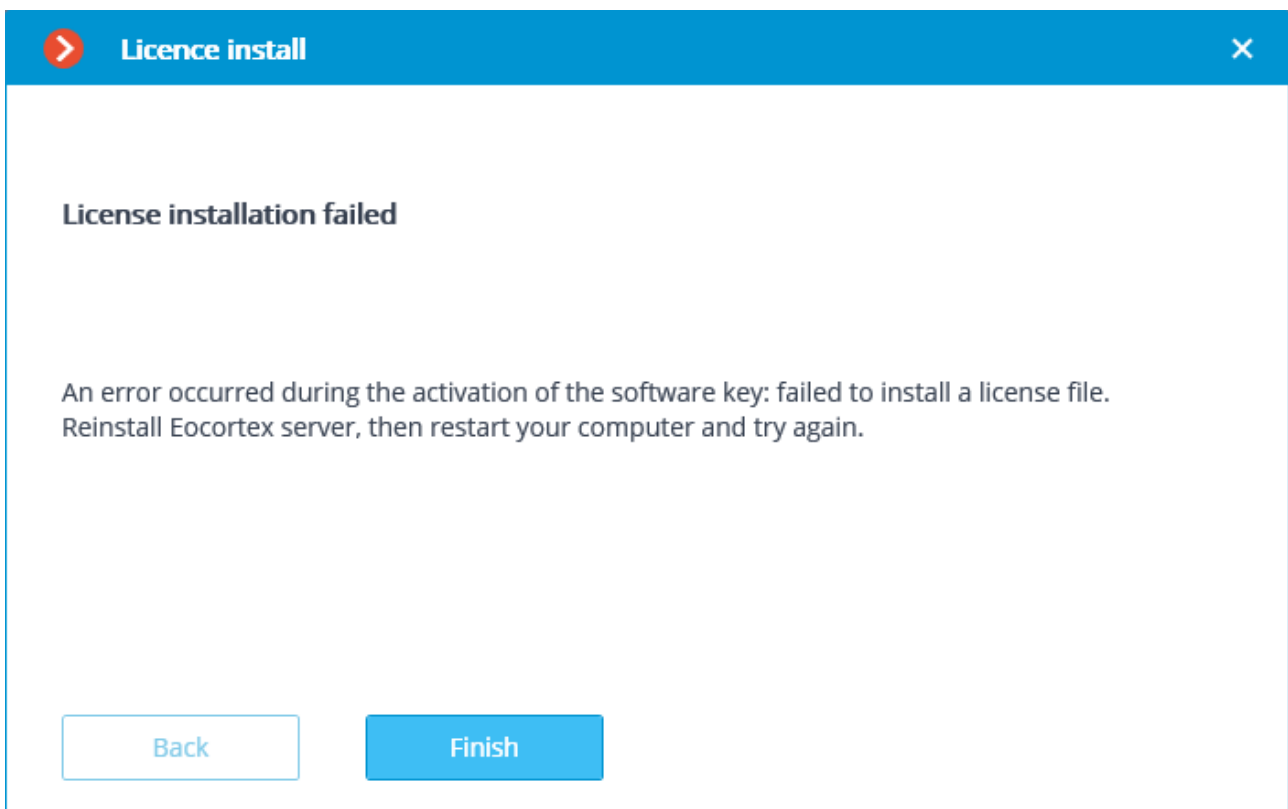 Licence install
License installation failed
An error occurred during the activation of the software key: failed to install a license file.
Reinstall Eocortex server, then restart your computer and try again.
Back
Finish